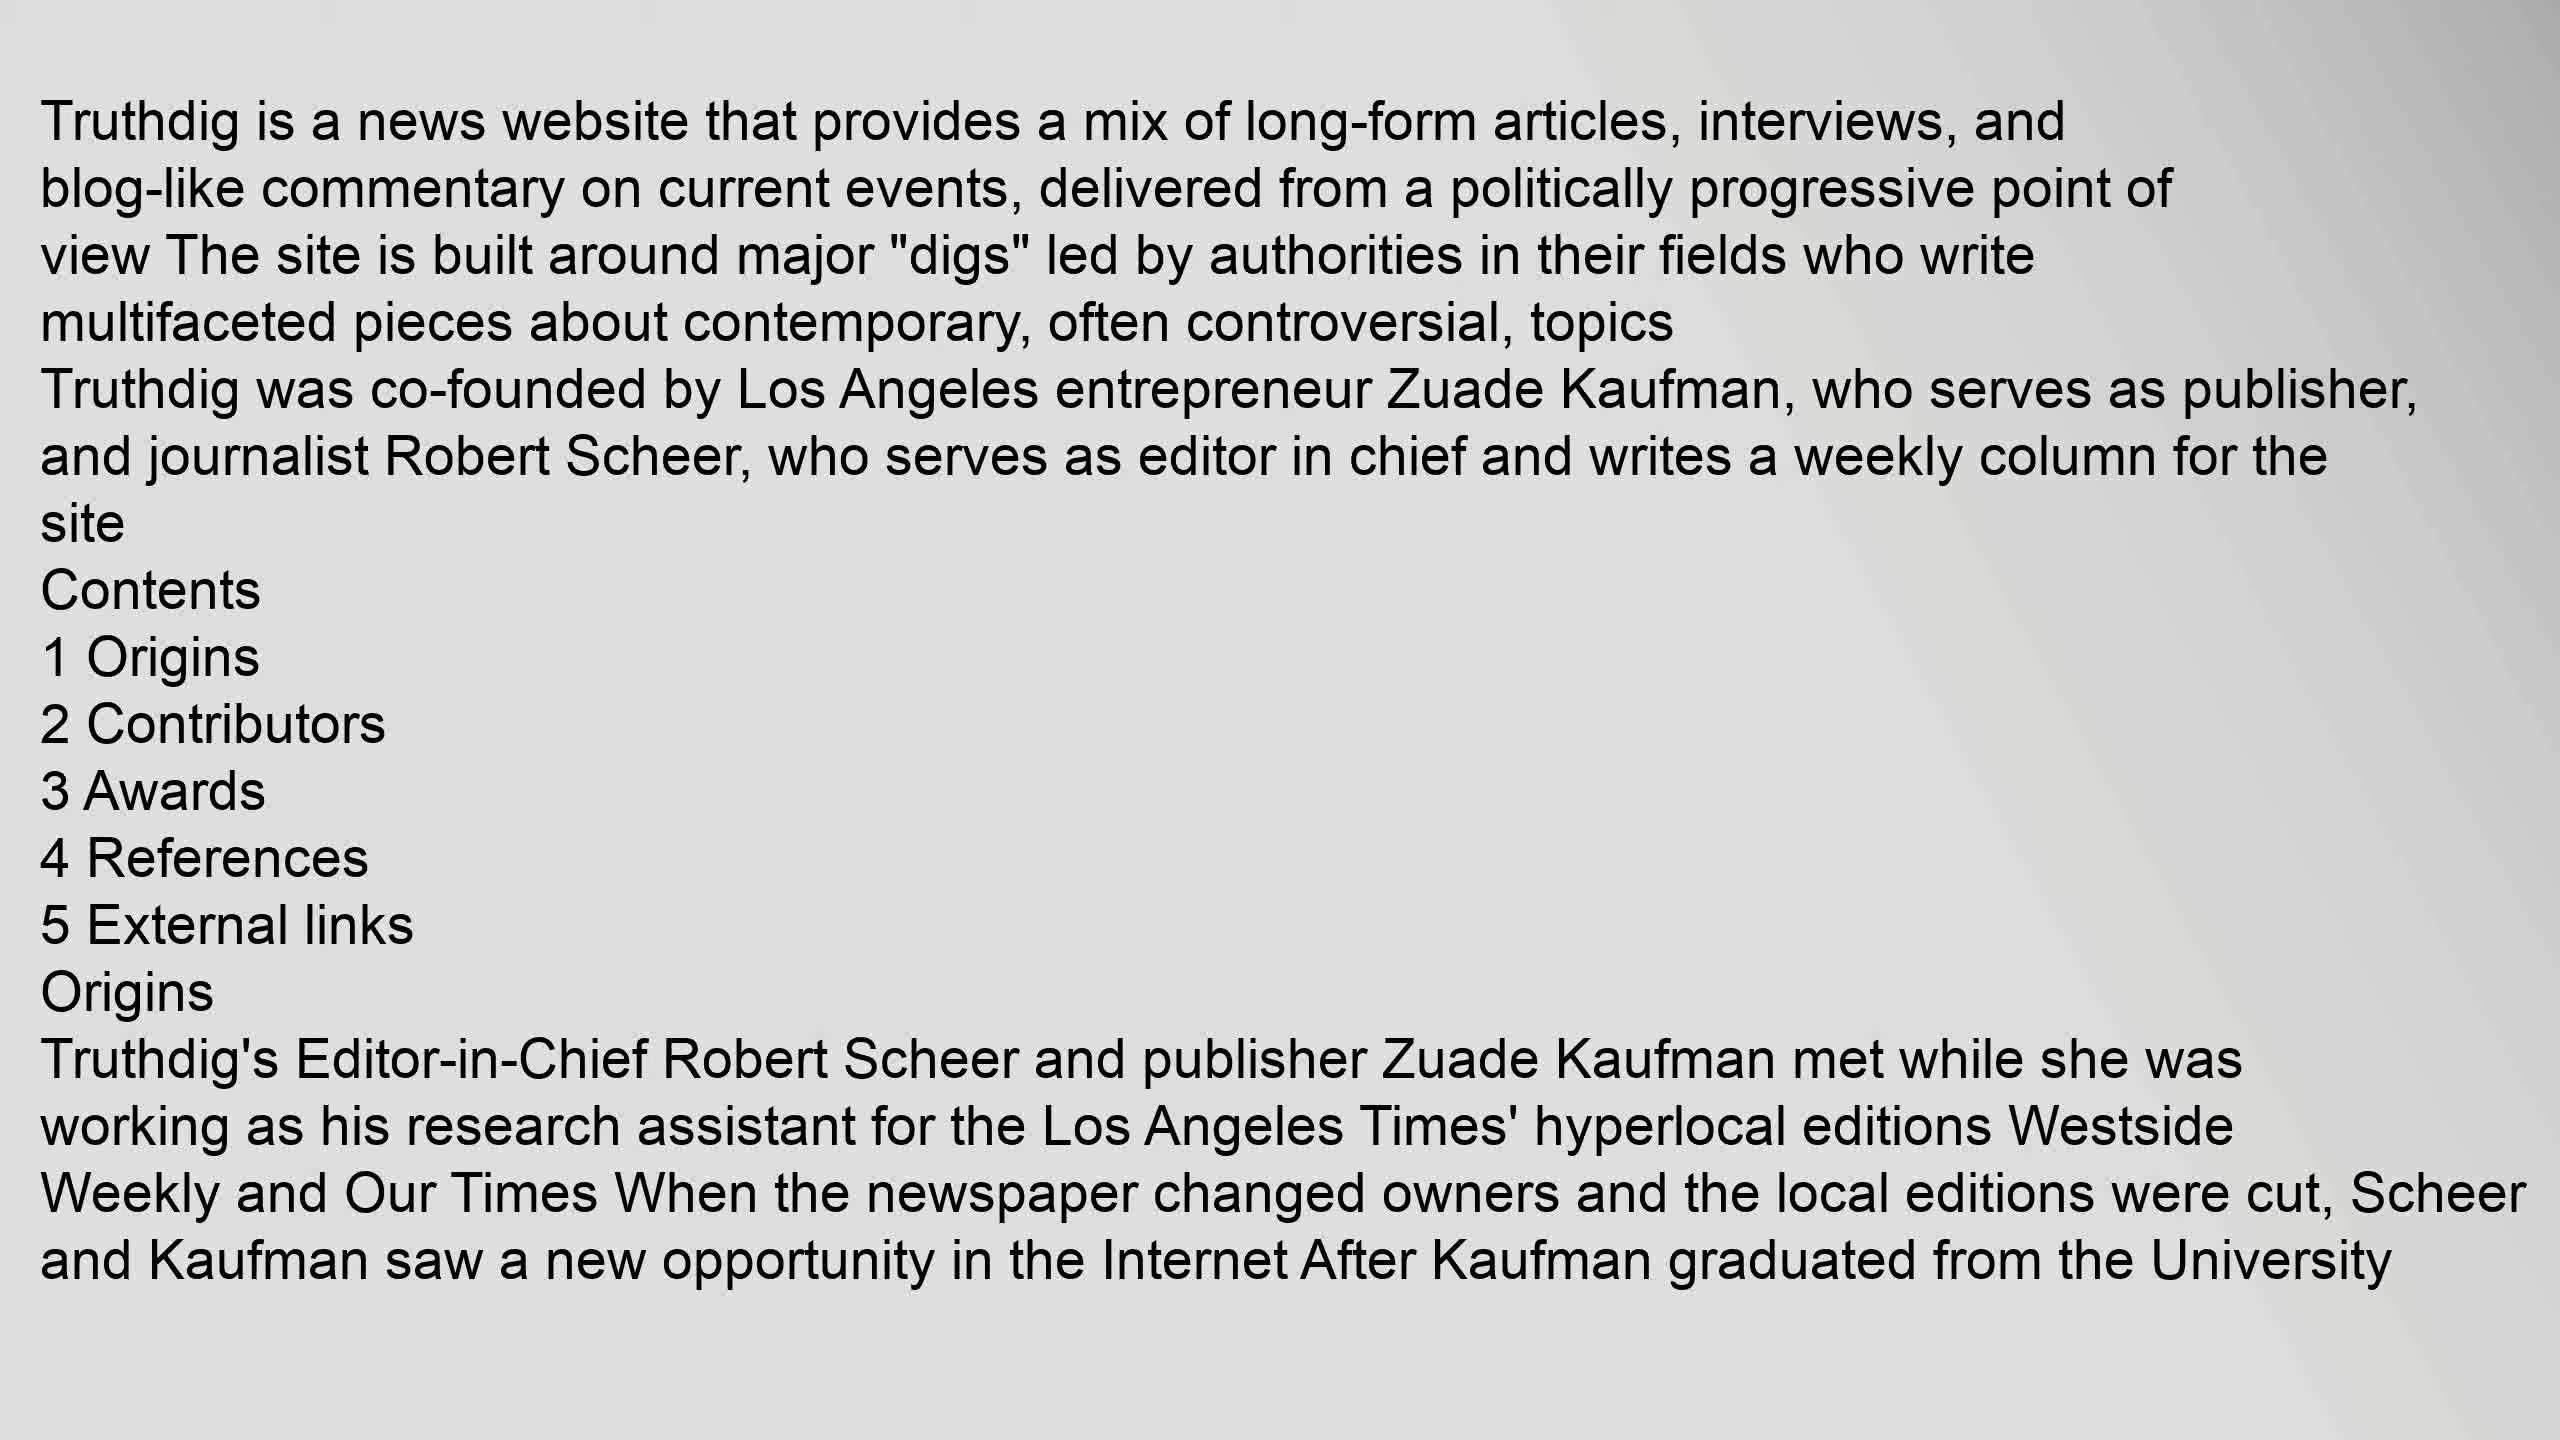 Truthdig is a news website that provides a mix of long-form articles, interviews, and
blog-like commentary on current events, delivered from a politically progressive point of
view The site is built around major "digs" led by authorities in their fields who write
multifaceted pieces about contemporary, often controversial, topics
Truthdig was co-founded by Los Angeles entrepreneur Zuade Kaufman, who serves as publisher,
and journalist Robert Scheer, who serves as editor in chief and writes a weekly column for the
site
Contents
1 Origins
2 Contributors
3 Awards
4 References
5 External links
Origins
Truthdig's Editor-in-Chief Robert Scheer and publisher Zuade Kaufman met while she was
working as his research assistant for the Los Angeles Times' hyperlocal editions Westside
Weekly and Our Times When the newspaper changed owners and the local editions were cut, Scheer
and Kaufman saw a new opportunity in the Internet After Kaufman graduated from the University